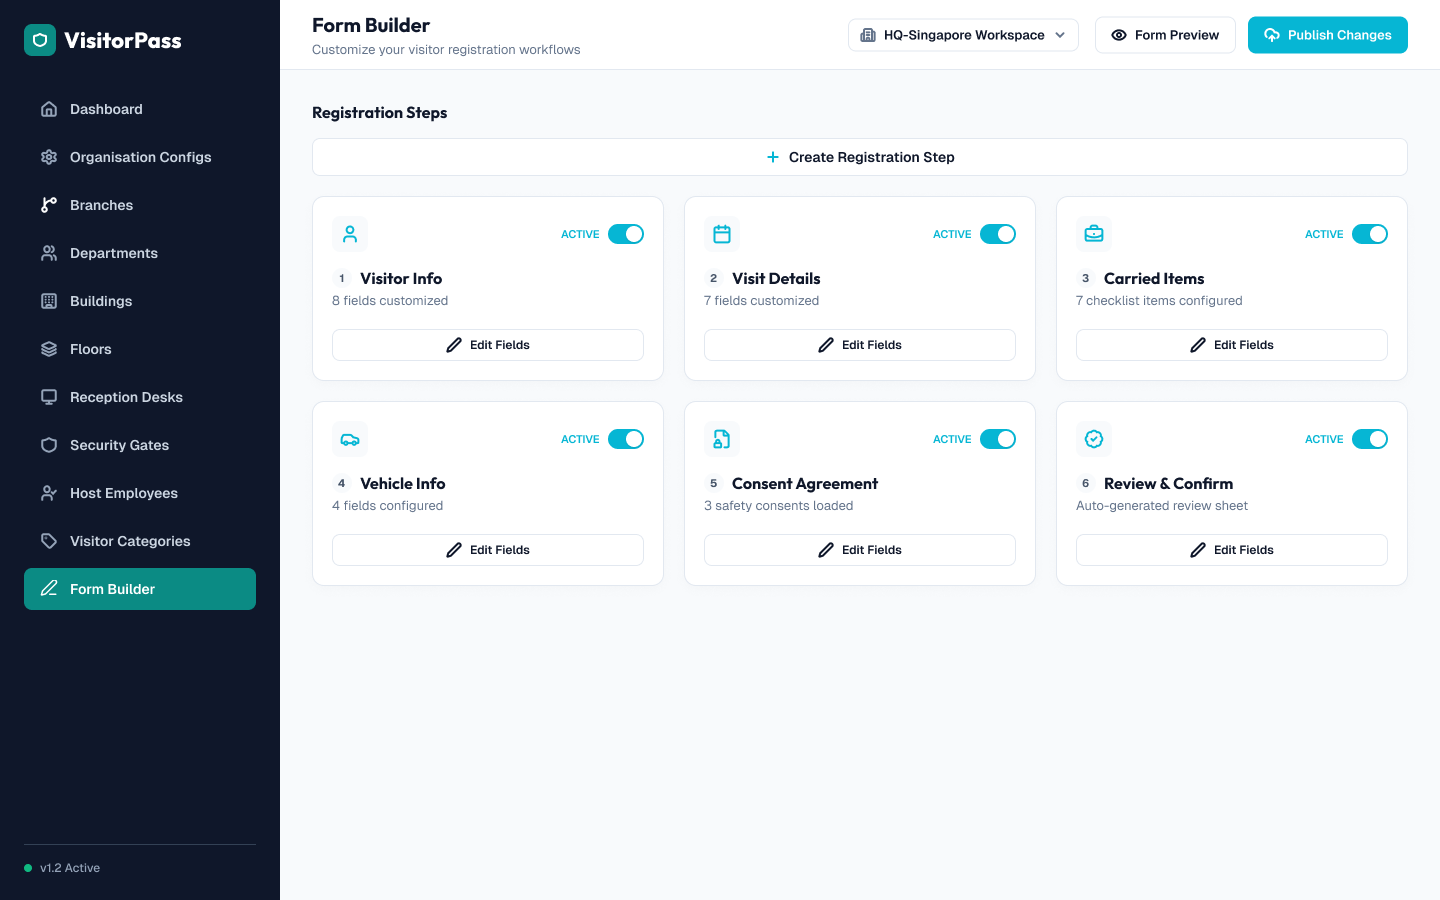 VisitorPass
Dashboard
Organisation Configs
Branches
Departments
Buildings
Floors
Reception Desks
Security Gates
Host Employees
Visitor Categories
Form Builder
v1.2 Active
Form Builder
Customize your visitor registration workflows
HQ-Singapore Workspace
Form Preview
Publish Changes
Registration Steps
Create Registration Step
ACTIVE
1 Visitor Info
8 fields customized
Edit Fields
ACTIVE
2 Visit Details
7 fields customized
Edit Fields
ACTIVE
3 Carried Items
7 checklist items configured
Edit Fields
ACTIVE
4 Vehicle Info
4 fields configured
Edit Fields
ACTIVE
5 Consent Agreement
3 safety consents loaded
Edit Fields
ACTIVE
6 Review & Confirm
Auto-generated review sheet
Edit Fields